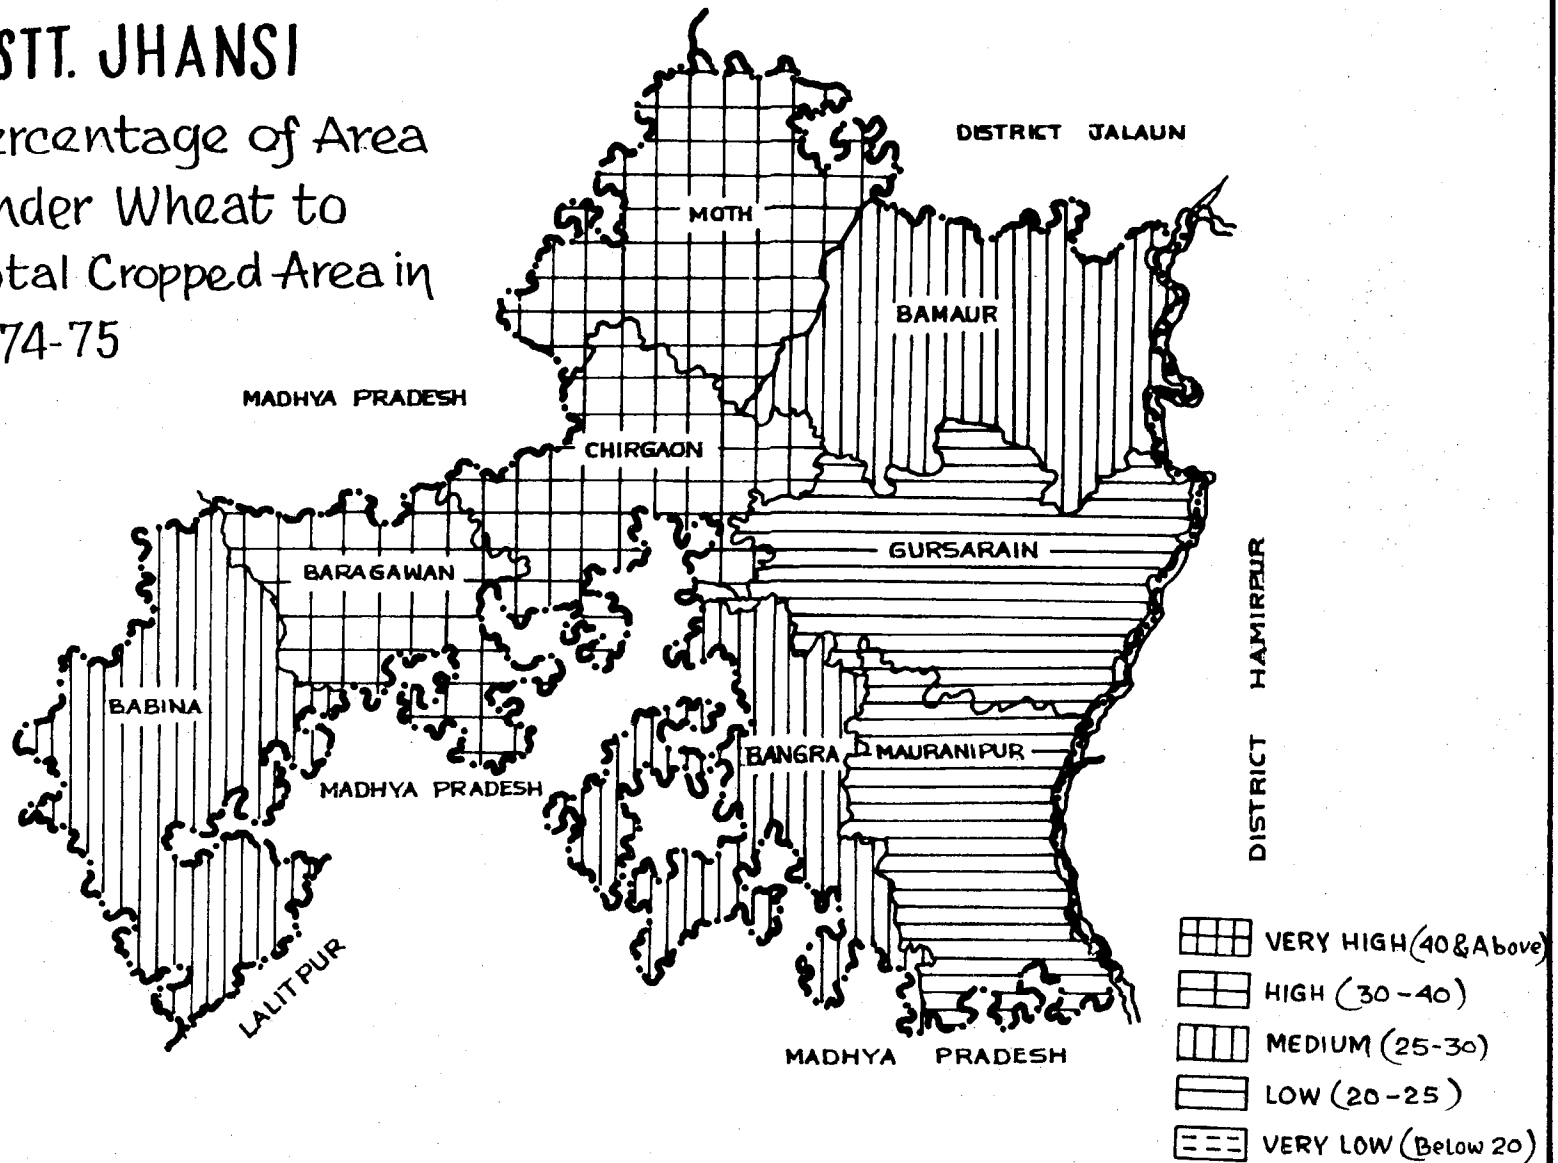 STT. JHANSI
ercentage of Area
nder Wheat to
otal Cropped Area in
74-75
DISTRICT JALAUN
MOTH
BAMAUR
MADHYA PRADESH
CHIRGAON
GURSARAIN
BARAGAWAN
DISTRICT HAMIRPUR
BABINA
BANGRA
MAURANIPUR
MADHYA PRADESH
LALITPUR
MADHYA PRADESH
VERY HIGH (40 & Above)
HIGH (30-40)
MEDIUM (25-30)
LOW (20-25)
VERY LOW (Below 20)